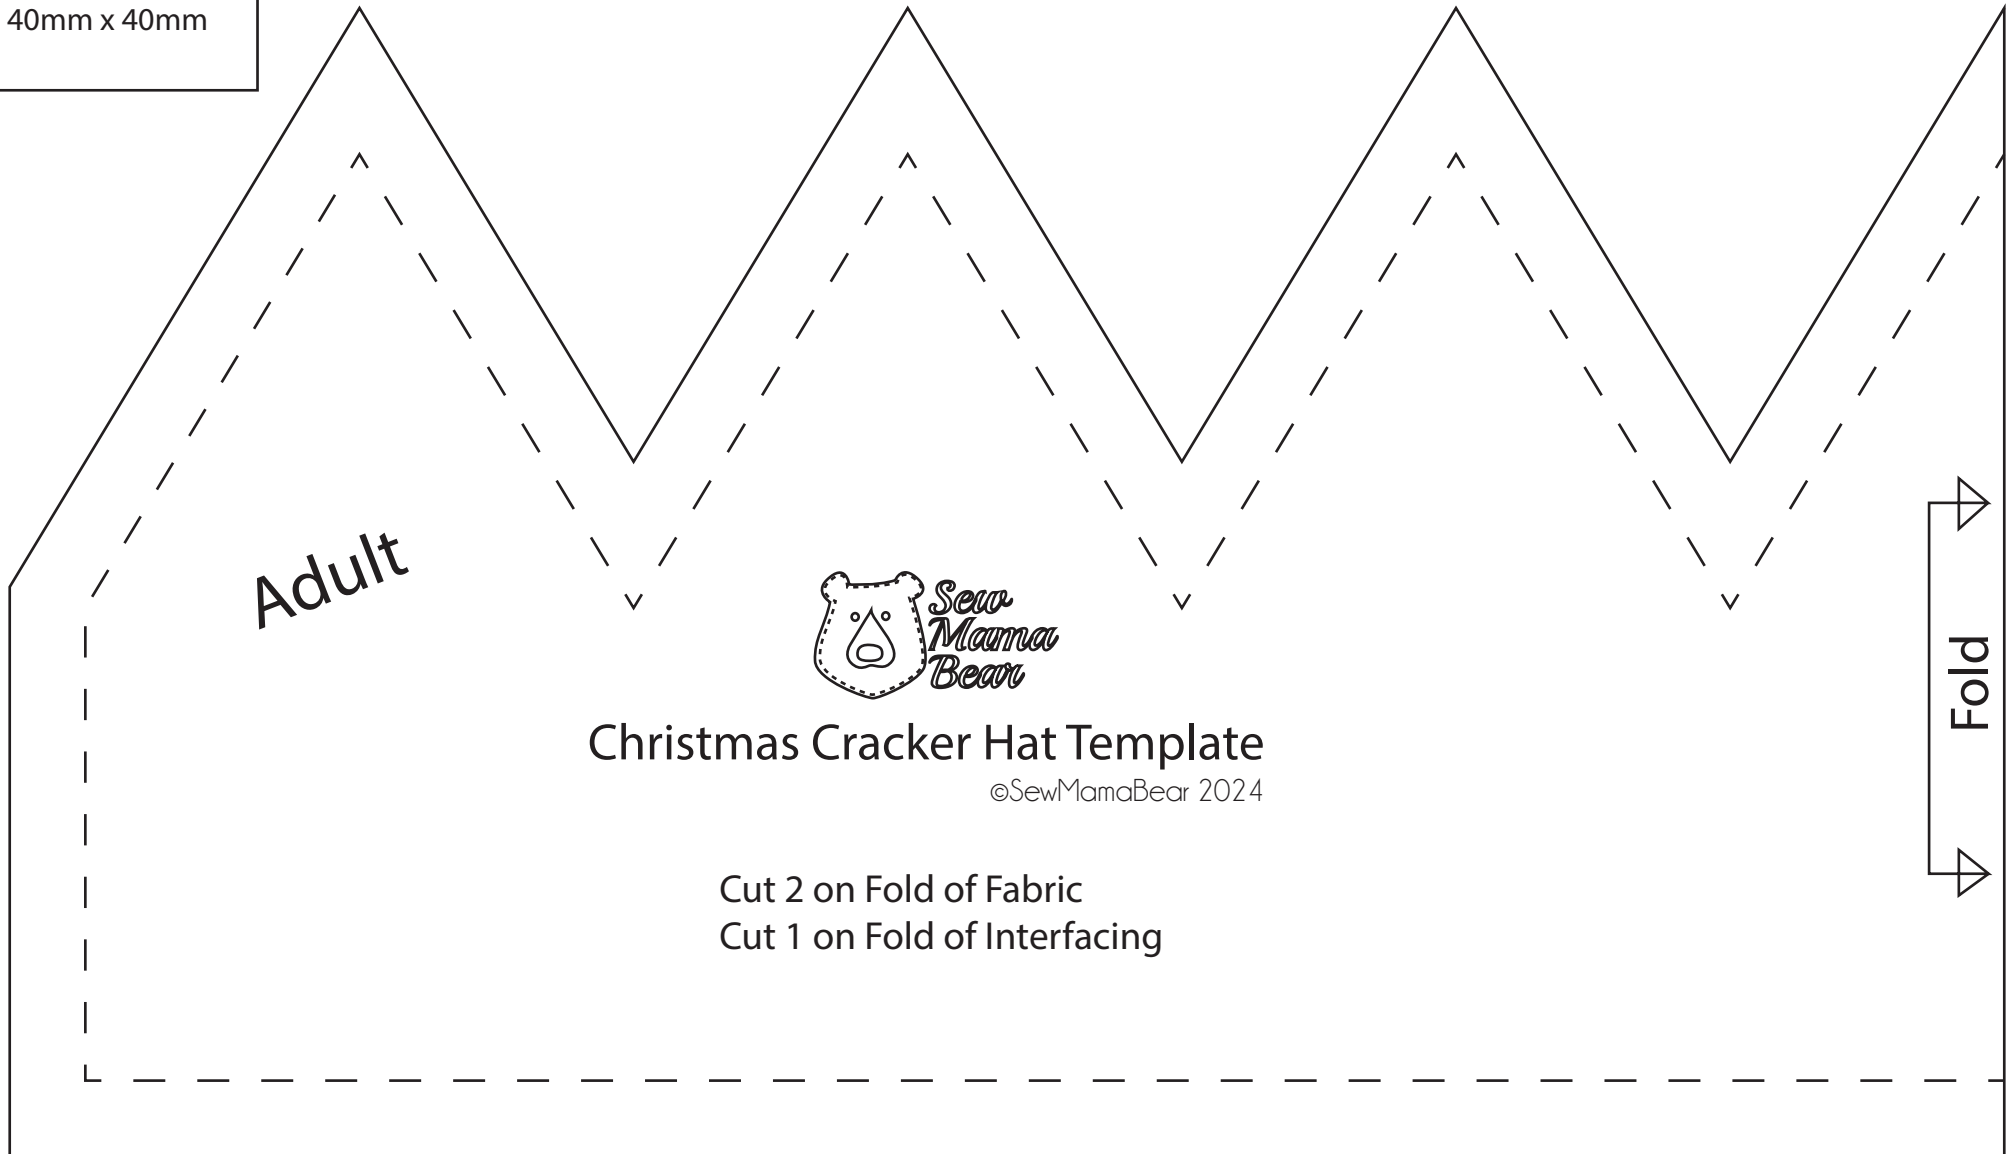 40mm x 40mm
Adult
Sew
Mama
Bear
Fold
Christmas Cracker Hat Template
©SewMamaBear 2024
Cut 2 on Fold of Fabric
Cut 1 on Fold of Interfacing